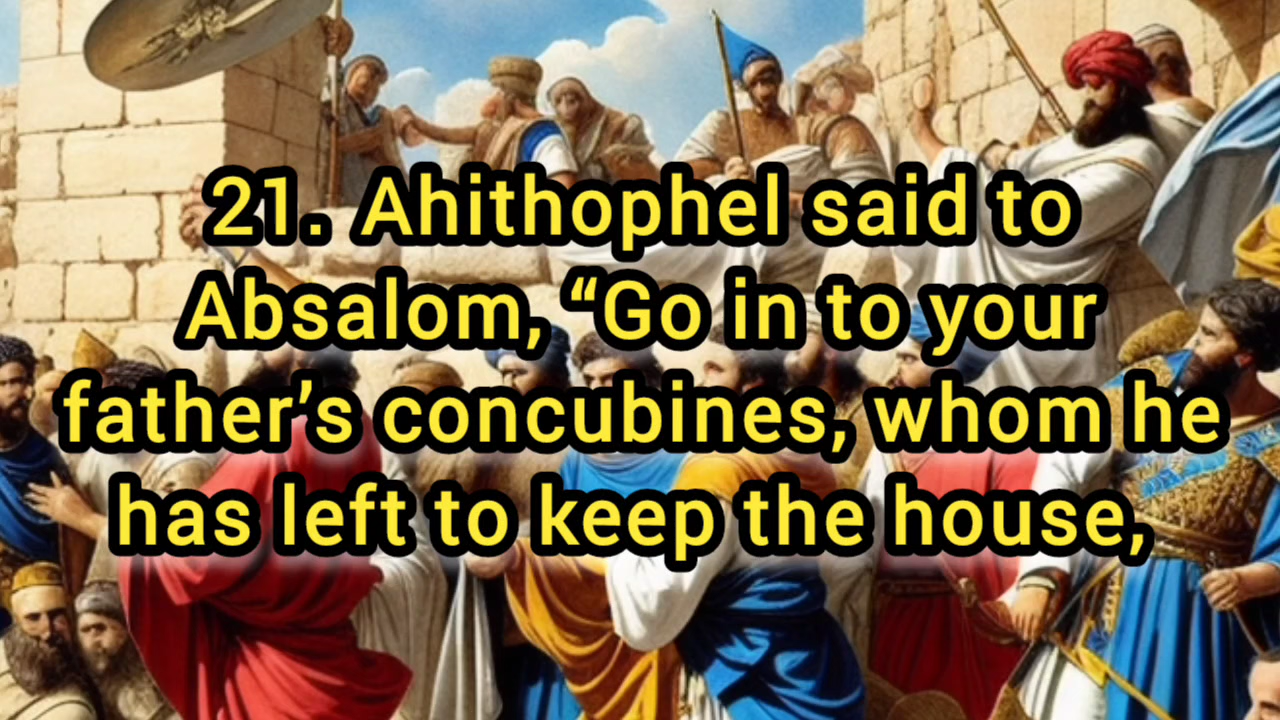 21. Ahithophel said to
Absalom, “Go in to your
father’s concubines, whom he
has left to keep the house,